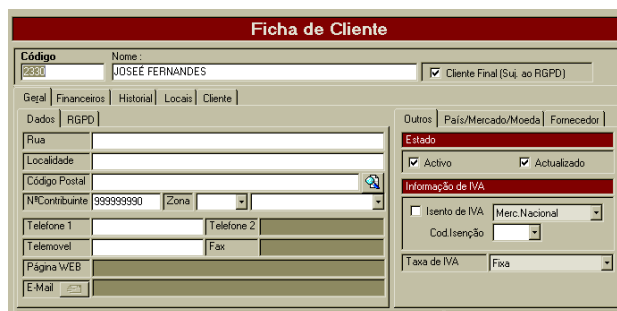 Ficha de Cliente
Código Nome :
2330 JOSEÉ FERNANDES Cliente Final (Suj. ao RGPD)
Geral Financeiros Historial Locais Cliente
Dados RGPD Outros País/Mercado/Moeda Fornecedor
Rua Estado
Localidade Activo Actualizado
Código Postal Informação de IVA
NºContribuinte 999999990 Zona Isento de IVA Merc.Nacional
Telefone 1 Telefone 2 Cod.Isenção
Telemovel Fax
Página WEB Taxa de IVA Fixa
E-Mail